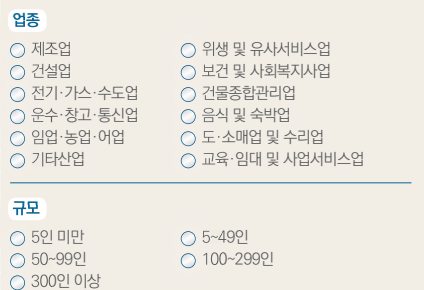 업종
제조업
위생 및 유사서비스업
건설업
보건 및 사회복지사업
전기·가스·수도업
건물종합관리업
운수·창고·통신업
음식 및 숙박업
임업·농업·어업
도·소매업 및 수리업
기타산업
교육·임대 및 사업서비스업
규모
5인 미만
5~49인
50~99인
100~299인
300인 이상